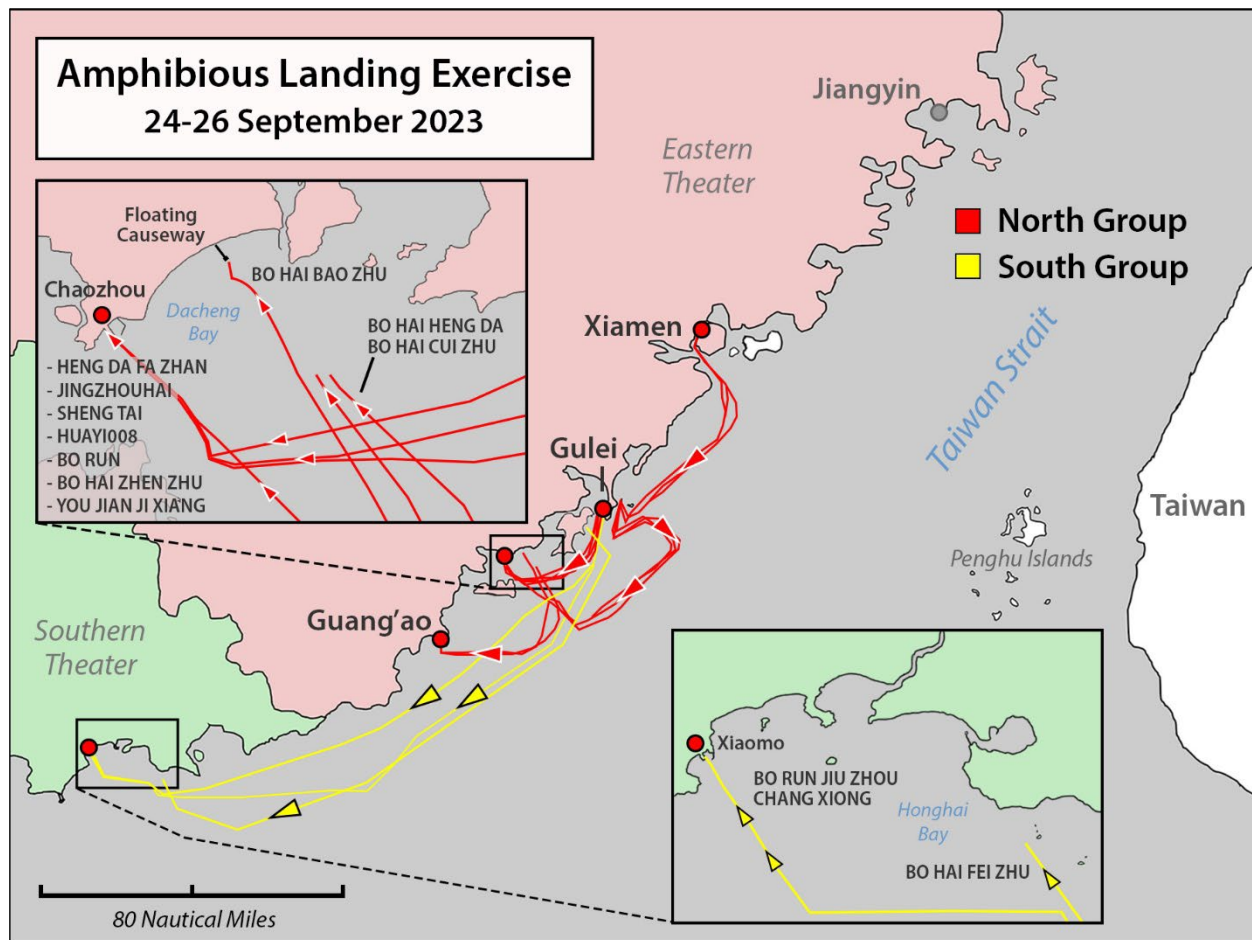 Amphibious Landing Exercise
24-26 September 2023
Jiangyin
Eastern
Theater
North Group
South Group
Floating
Causeway
BO HAI BAO ZHU
Chaozhou
Dacheng
Bay
BO HAI HENG DA
BO HAI CUI ZHU
- HENG DA FA ZHAN
- JINGZHOUHAI
- SHENG TAI
- HUAYI008
- BO RUN
- BO HAI ZHEN ZHU
- YOU JIAN JI XIANG
Xiamen
Taiwan Strait
Gulei
Taiwan
Penghu Islands
Guang'ao
Southern
Theater
Xiaomo
BO RUN JIU ZHOU
CHANG XIONG
Honghai
Bay
BO HAI FEI ZHU
80 Nautical Miles